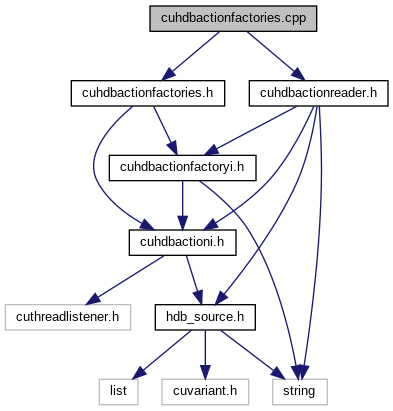 cuhdbactionfactories.cpp
cuhdbactionfactories.h
cuhdbactionreader.h
cuhdbactionfactoryi.h
cuhdbactioni.h
cuthreadlistener.h
hdb_source.h
list
cuvariant.h
string